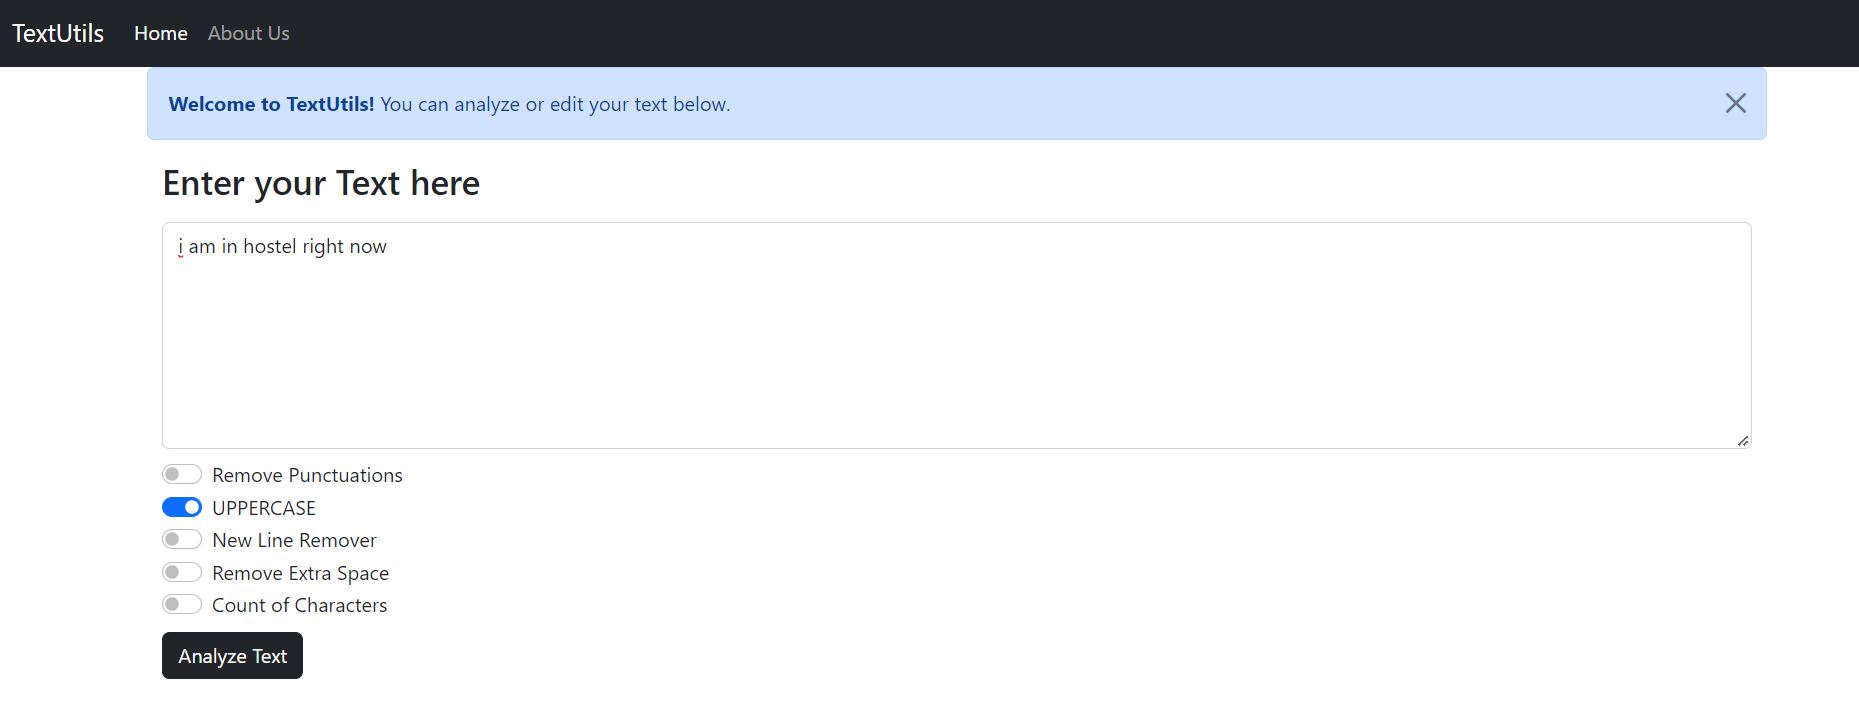 TextUtils Home About Us
Welcome to TextUtils! You can analyze or edit your text below.
Enter your Text here
i am in hostel right now
Remove Punctuations
UPPERCASE
New Line Remover
Remove Extra Space
Count of Characters
Analyze Text